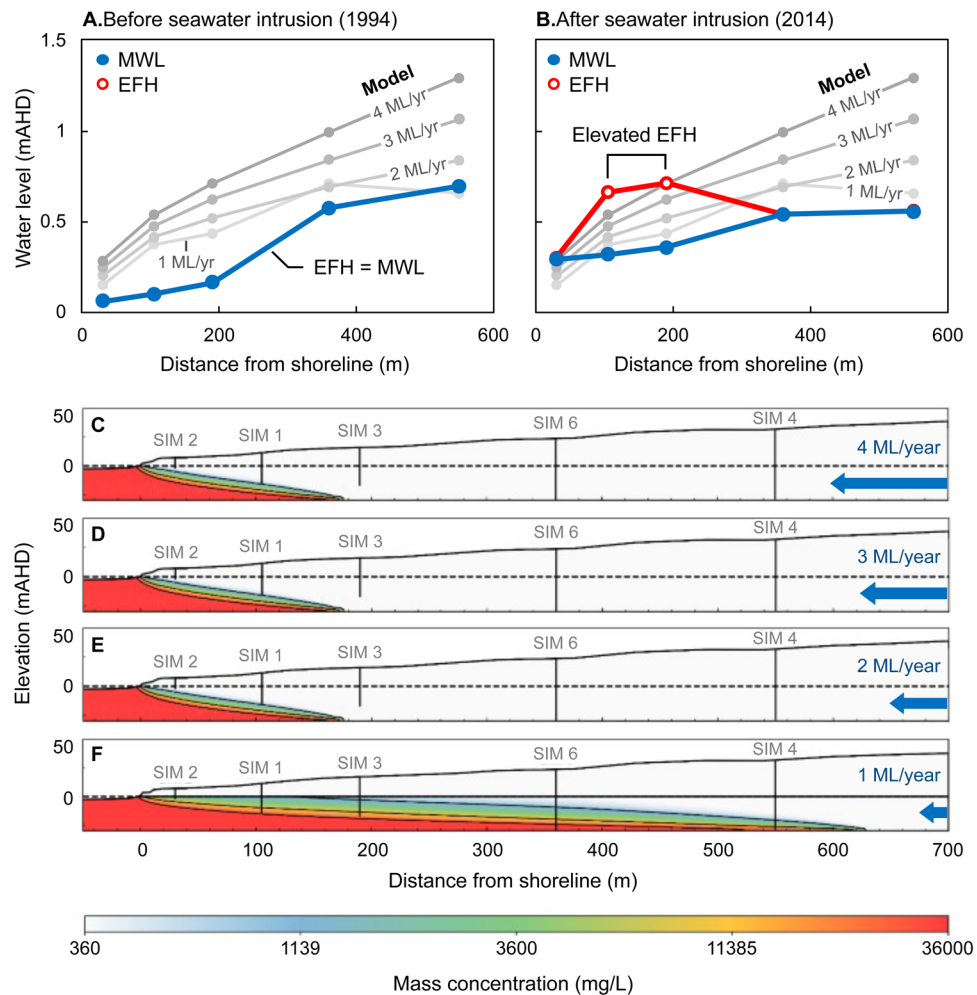 A.Before seawater intrusion (1994)
B.After seawater intrusion (2014)
Water level (mAHD)
1.5
1
0.5
0
MWL
EFH
Model
4 ML/yr
3 ML/yr
2 ML/yr
1 ML/yr
EFH = MWL
0
200
400
600
Distance from shoreline (m)
MWL
EFH
Elevated EFH
Model
4 ML/yr
3 ML/yr
2 ML/yr
1 ML/yr
0
200
400
600
Distance from shoreline (m)
Elevation (mAHD)
50
0
C
SIM 2
SIM 1
SIM 3
SIM 6
SIM 4
4 ML/year
50
0
D
SIM 2
SIM 1
SIM 3
SIM 6
SIM 4
3 ML/year
50
0
E
SIM 2
SIM 1
SIM 3
SIM 6
SIM 4
2 ML/year
50
0
F
SIM 2
SIM 1
SIM 3
SIM 6
SIM 4
1 ML/year
0
100
200
300
400
500
600
700
Distance from shoreline (m)
360
1139
3600
11385
36000
Mass concentration (mg/L)